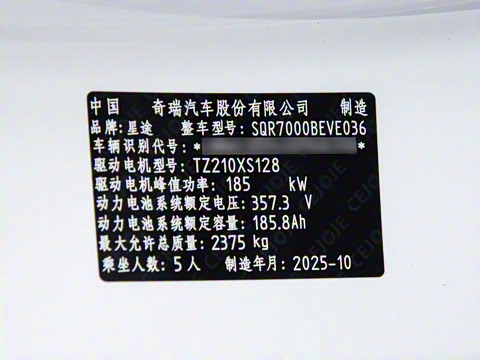 中国 奇瑞汽车股份有限公司 制造
品牌: 星途 整车型号: SQR7000BEVE036
车辆识别代号: * *
驱动电机型号: TZ210XS128
驱动电机峰值功率: 185 kW
动力电池系统额定电压: 357.3 V
动力电池系统额定容量: 185.8Ah
最大允许总质量: 2375 kg
乘坐人数: 5人 制造年月: 2025-10
CEJOJE